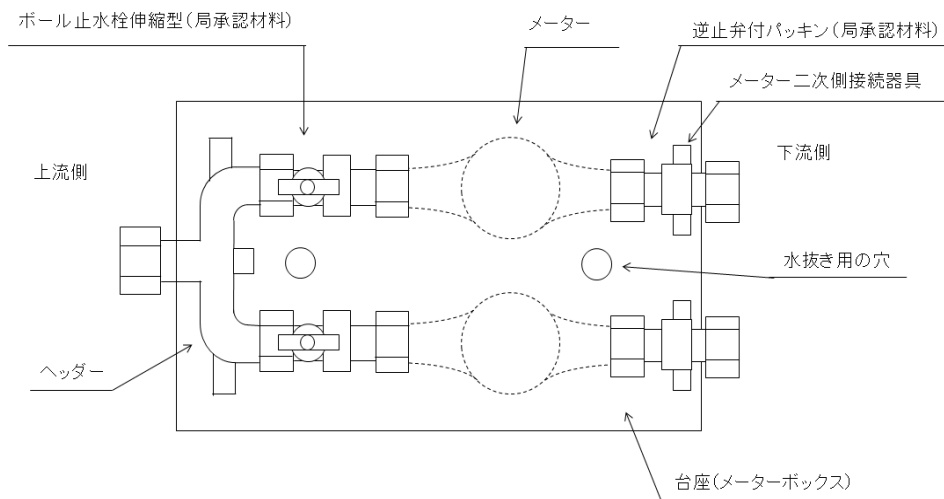 ボール止水栓伸縮型(局承認材料)
メーター
逆止弁付パッキン(局承認材料)
メーター二次側接続器具
上流側
下流側
水抜き用の穴
ヘッダー
台座(メーターボックス)